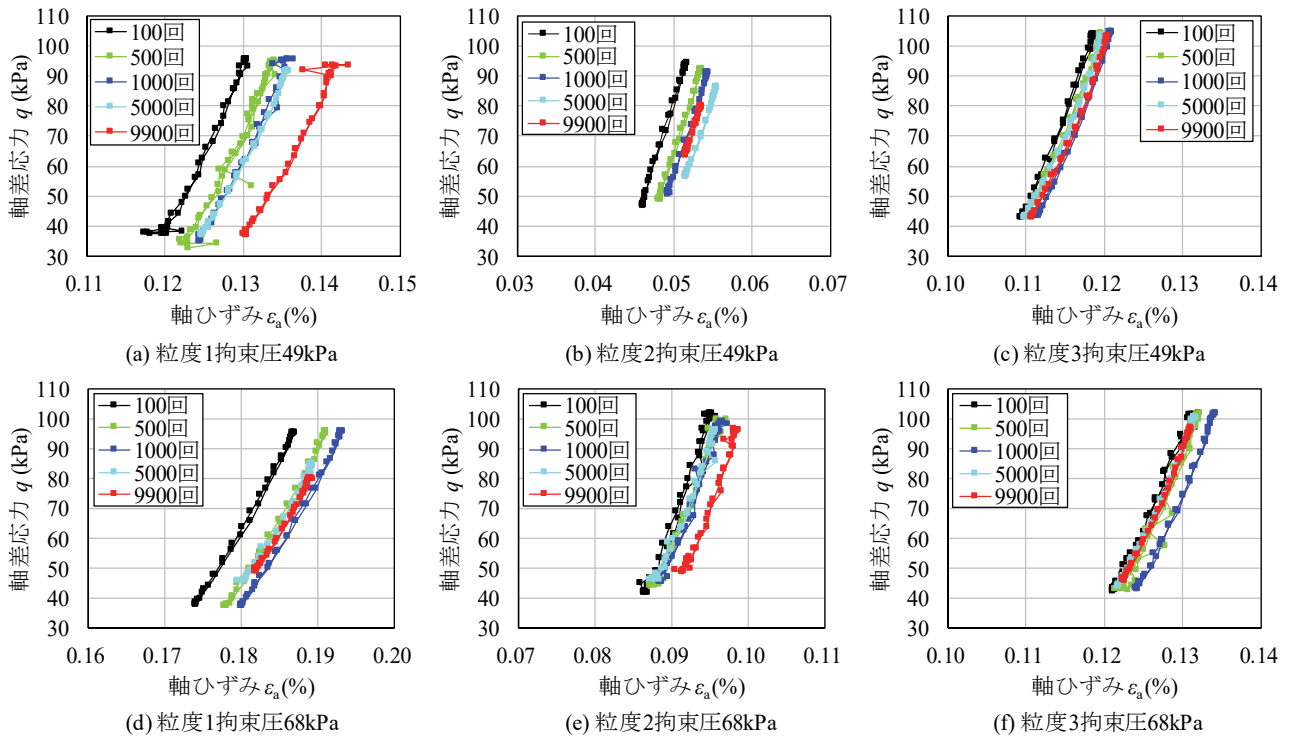 110
100
90
80
70
60
50
40
30
軸差応力 q (kPa)
100回
500回
1000回
5000回
9900回
0.11 0.12 0.13 0.14 0.15
軸ひずみ εa(%)
(a) 粒度1拘束圧49kPa
110
100
90
80
70
60
50
40
30
軸差応力 q (kPa)
100回
500回
1000回
5000回
9900回
0.03 0.04 0.05 0.06 0.07
軸ひずみ εa(%)
(b) 粒度2拘束圧49kPa
110
100
90
80
70
60
50
40
30
軸差応力 q (kPa)
100回
500回
1000回
5000回
9900回
0.10 0.11 0.12 0.13 0.14
軸ひずみ εa(%)
(c) 粒度3拘束圧49kPa
110
100
90
80
70
60
50
40
30
軸差応力 q (kPa)
100回
500回
1000回
5000回
9900回
0.16 0.17 0.18 0.19 0.20
軸ひずみ εa(%)
(d) 粒度1拘束圧68kPa
110
100
90
80
70
60
50
40
30
軸差応力 q (kPa)
100回
500回
1000回
5000回
9900回
0.07 0.08 0.09 0.10 0.11
軸ひずみ εa(%)
(e) 粒度2拘束圧68kPa
110
100
90
80
70
60
50
40
30
軸差応力 q (kPa)
100回
500回
1000回
5000回
9900回
0.10 0.11 0.12 0.13 0.14
軸ひずみ εa(%)
(f) 粒度3拘束圧68kPa